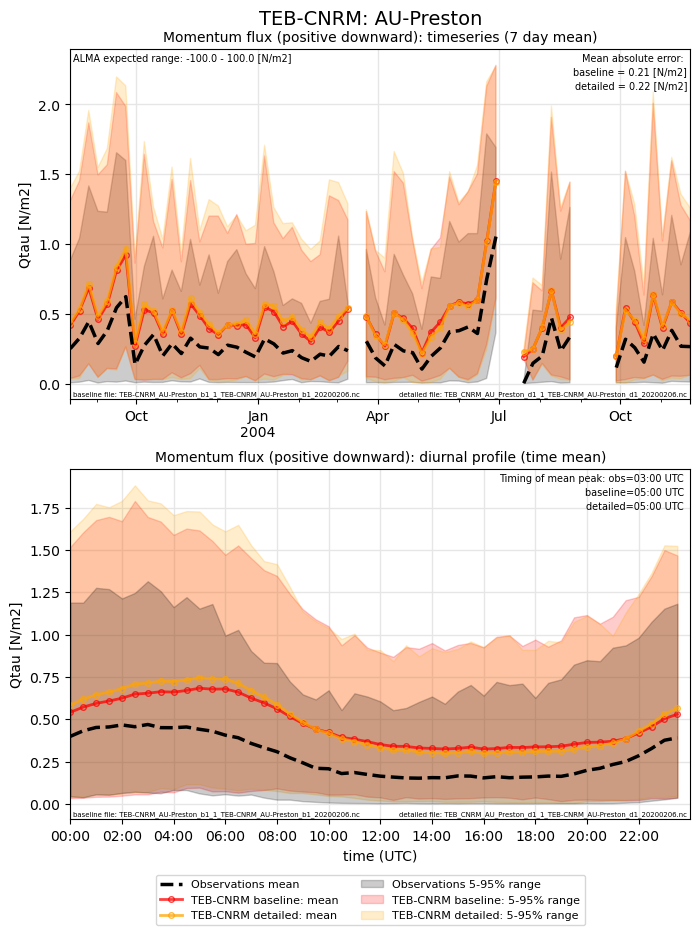 TEB-CNRM: AU-Preston
Momentum flux (positive downward): timeseries (7 day mean)
ALMA expected range: -100.0 - 100.0 [N/m2]
Mean absolute error:
baseline = 0.21 [N/m2]
detailed = 0.22 [N/m2]
2.0
1.5
1.0
0.5
0.0
Qtau [N/m2]
baseline file: TEB-CNRM_AU-Preston_b1_1_TEB-CNRM_AU-Preston_b1_20200206.nc
detailed file: TEB_CNRM_AU_Preston_d1_1_TEB-CNRM_AU-Preston_d1_20200206.nc
Oct Jan Apr Jul Oct
2004
Momentum flux (positive downward): diurnal profile (time mean)
Timing of mean peak: obs=03:00 UTC
baseline=05:00 UTC
detailed=05:00 UTC
1.75
1.50
1.25
1.00
0.75
0.50
0.25
0.00
Qtau [N/m2]
baseline file: TEB-CNRM_AU-Preston_b1_1_TEB-CNRM_AU-Preston_b1_20200206.nc
detailed file: TEB_CNRM_AU_Preston_d1_1_TEB-CNRM_AU-Preston_d1_20200206.nc
00:00 02:00 04:00 06:00 08:00 10:00 12:00 14:00 16:00 18:00 20:00 22:00
time (UTC)
Observations mean
TEB-CNRM baseline: mean
TEB-CNRM detailed: mean
Observations 5-95% range
TEB-CNRM baseline: 5-95% range
TEB-CNRM detailed: 5-95% range